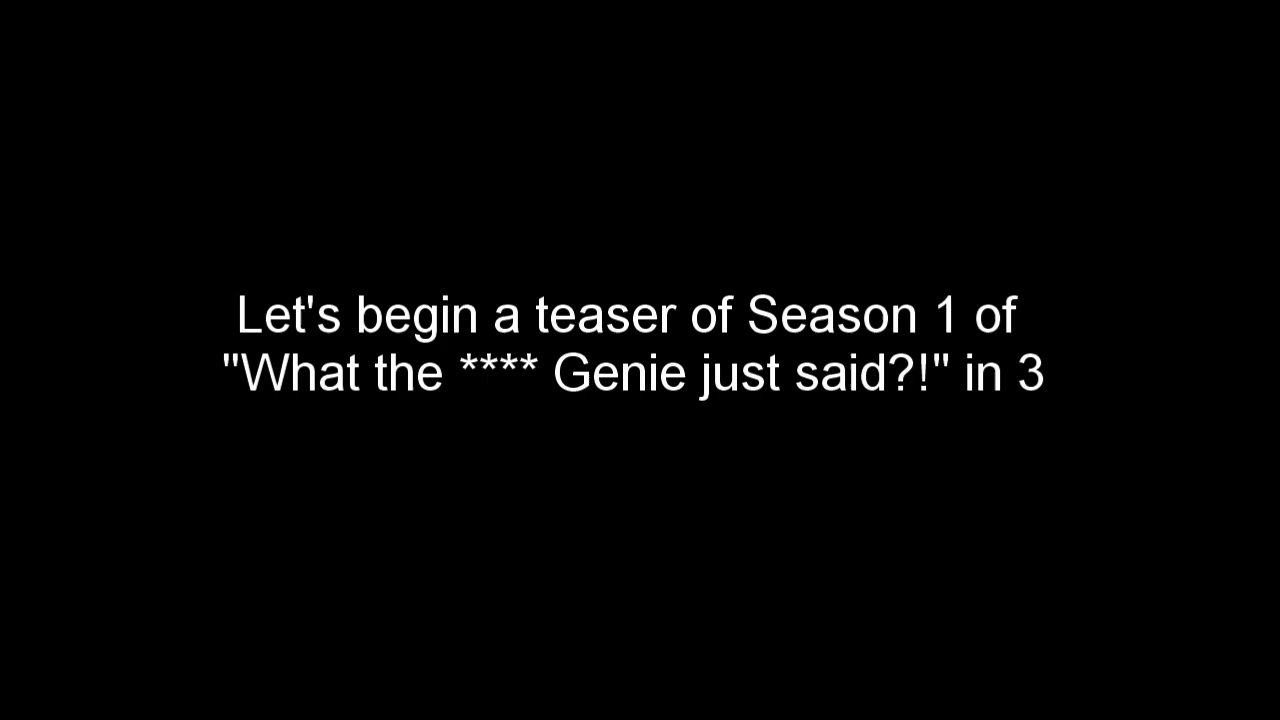 Let's begin a teaser of Season 1 of
"What the **** Genie just said?!" in 3